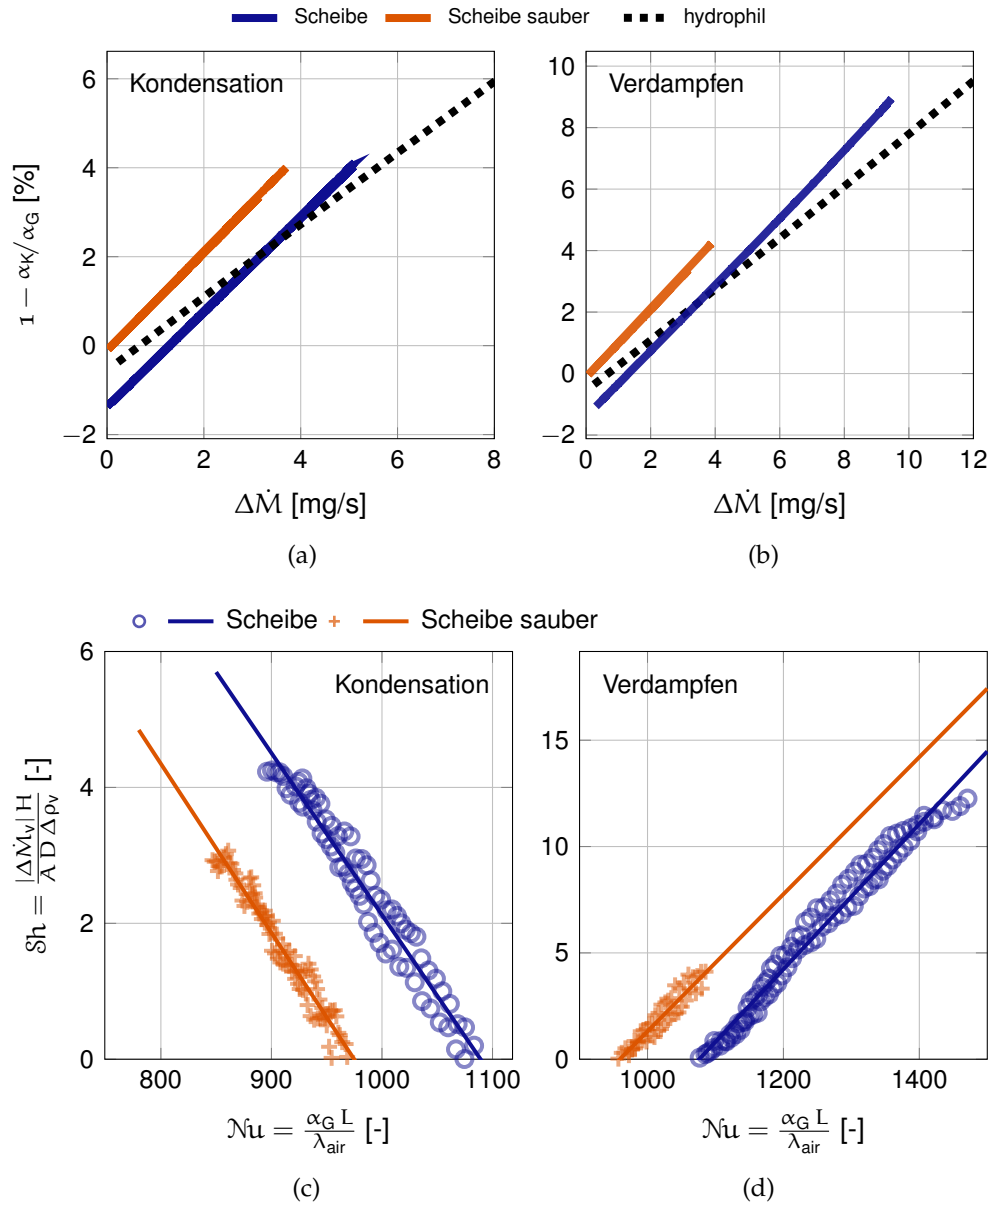 Scheibe Scheibe sauber hydrophil
Kondensation
Verdampfen
1 − α_K/α_G [%]
6
4
2
0
−2
10
8
6
4
2
0
−2
0 2 4 6 8
0 2 4 6 8 10 12
ΔṀ [mg/s]
ΔṀ [mg/s]
(a)
(b)
Scheibe Scheibe sauber
Kondensation
Verdampfen
Sh = |ΔṀ_v| H / A D Δρ_v [-]
6
4
2
0
15
10
5
0
800 900 1000 1100
1000 1200 1400
Nu = α_G L / λ_air [-]
Nu = α_G L / λ_air [-]
(c)
(d)